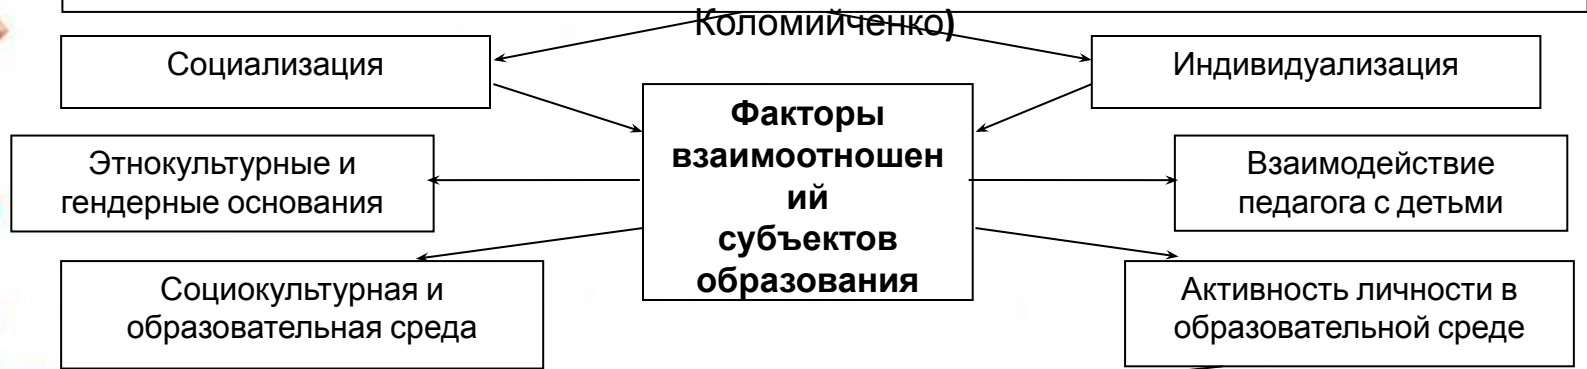 Коломийченко)
Социализация
Индивидуализация
Факторы
взаимоотношен
ий
субъектов
образования
Этнокультурные и
гендерные основания
Взаимодействие
педагога с детьми
Социокультурная и
образовательная среда
Активность личности в
образовательной среде